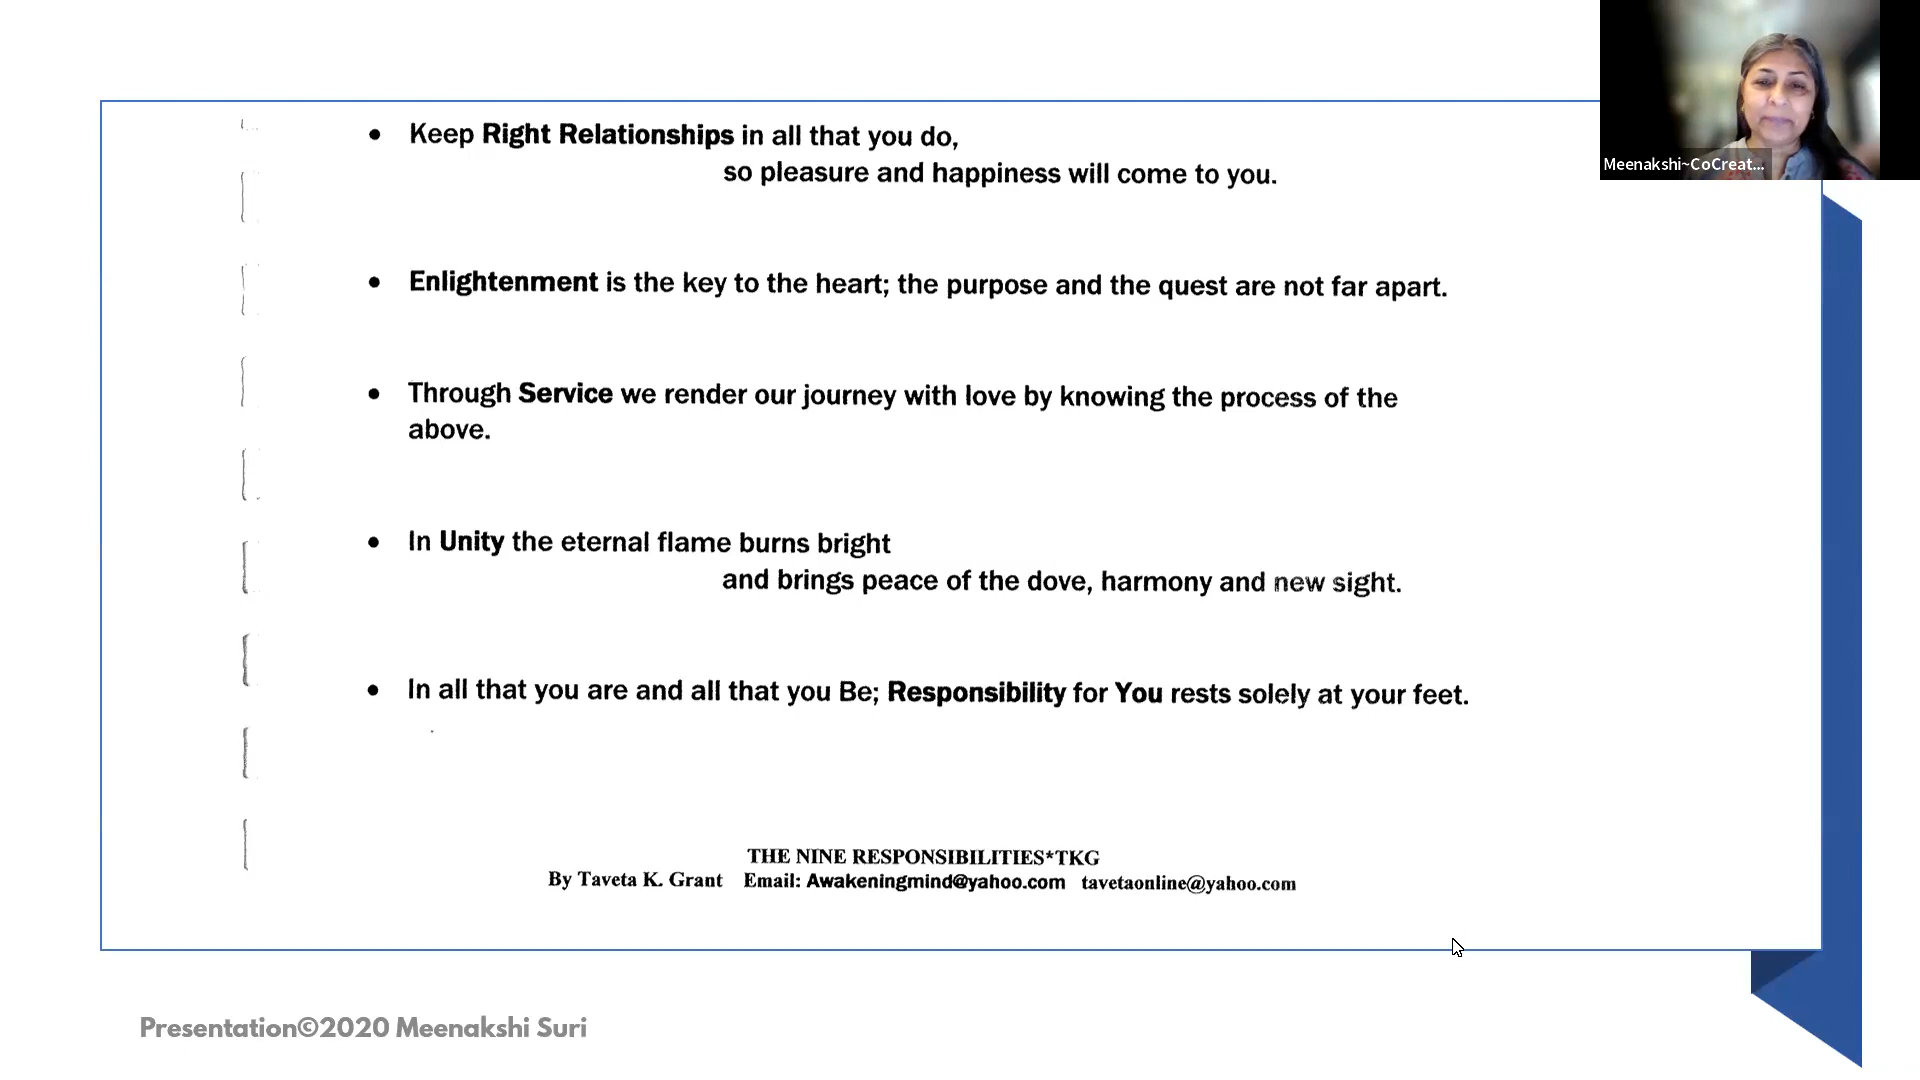 Meenakshi~CoCreat...
• Keep Right Relationships in all that you do,
so pleasure and happiness will come to you.
• Enlightenment is the key to the heart; the purpose and the quest are not far apart.
• Through Service we render our journey with love by knowing the process of the
above.
• In Unity the eternal flame burns bright
and brings peace of the dove, harmony and new sight.
• In all that you are and all that you Be; Responsibility for You rests solely at your feet.
THE NINE RESPONSIBILITIES*TKG
By Taveta K. Grant Email: Awakeningmind@yahoo.com tavetaonline@yahoo.com
Presentation©2020 Meenakshi Suri